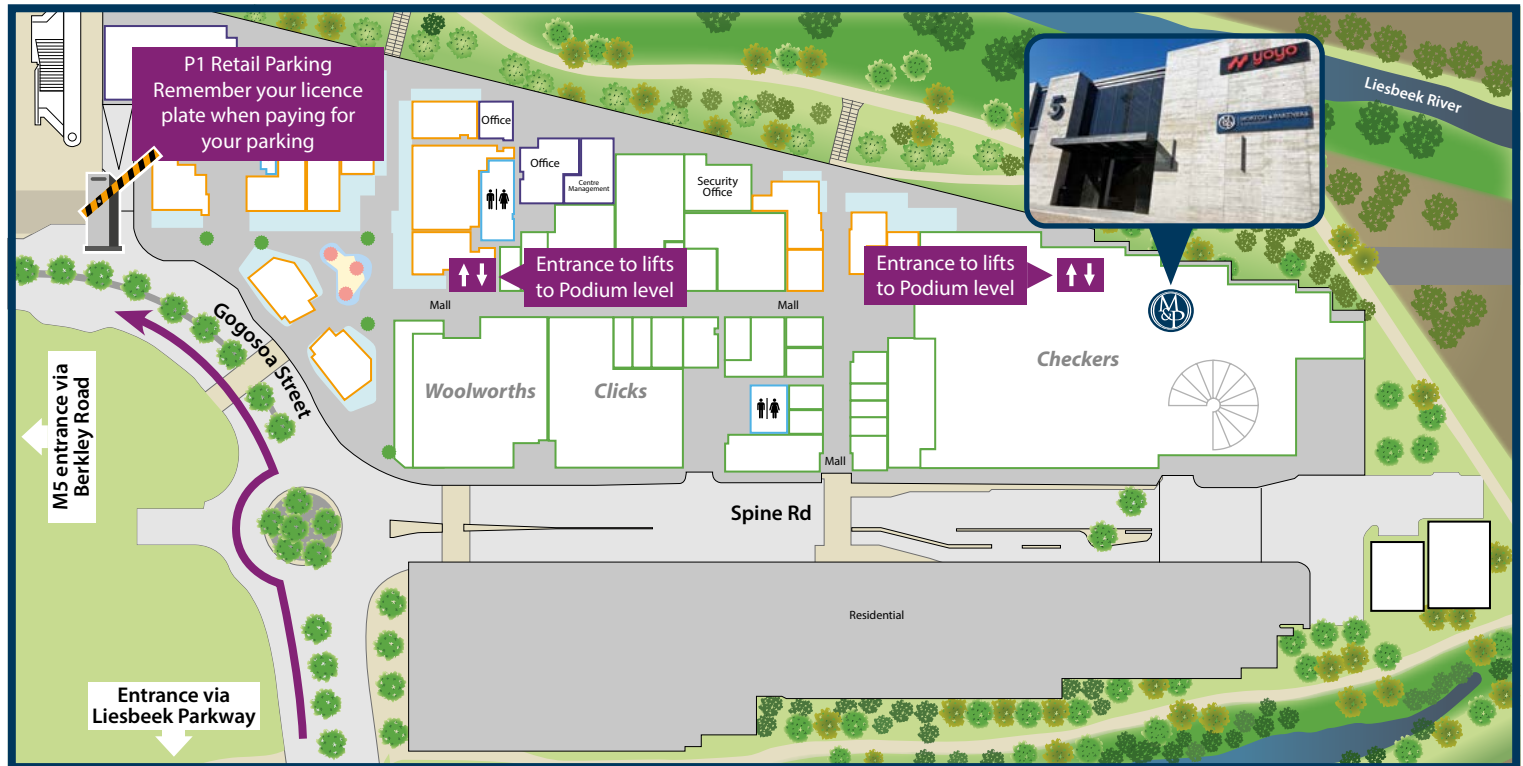 P1 Retail Parking
Remember your licence
plate when paying for
your parking
Office
Office
Centre
Management
Security
Office
5
yoyo
M&P
MORTON & PARTNERS
Liesbeek River
Entrance to lifts
to Podium level
Entrance to lifts
to Podium level
Mall
Mall
M&P
Gogosoa Street
Woolworths
Clicks
Checkers
M5 entrance via
Berkley Road
Mall
Spine Rd
Residential
Entrance via
Liesbeek Parkway